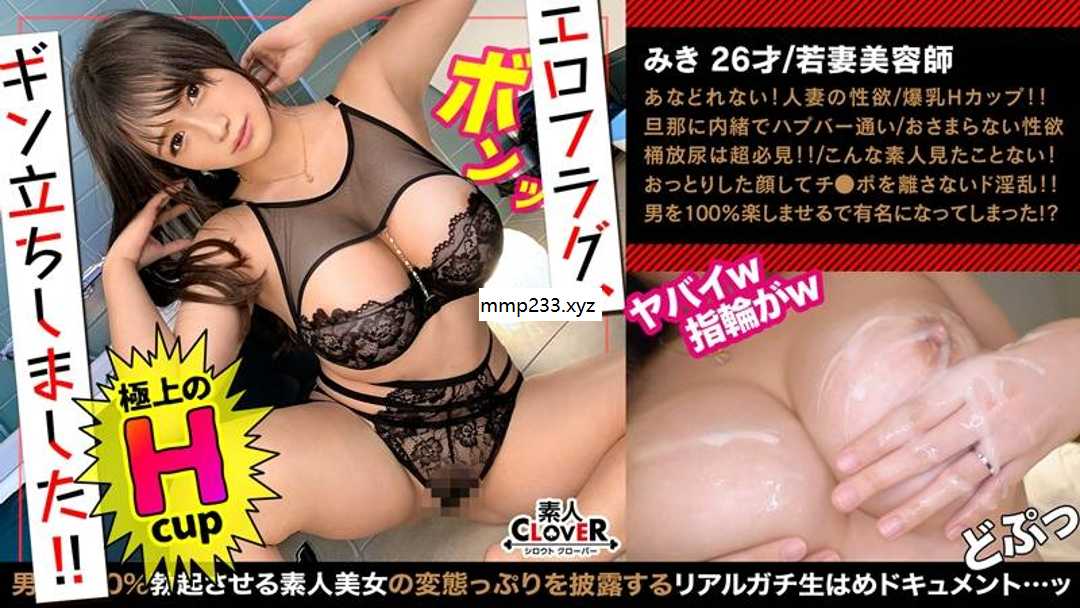 エロフラグ、
ギン立ちしました!!
ボンッ
mmp233.xyz
極上の
H
cup
素人
CLOVER
シロウト クローバー
みき 26才/若妻美容師
あなどれない!人妻の性欲/爆乳Hカップ!!
旦那に内緒でハプバー通い/おさまらない性欲
桶放尿は超必見!!/こんな素人見たことない!
おっとりした顔してチ●ポを離さないド淫乱!!
男を100%楽しませるで有名になってしまった!?
ヤバイw
指輪がw
どぷっ
男 0%勃起させる素人美女の変態っぷりを披露するリアルガチ生はめドキュメント…ッ